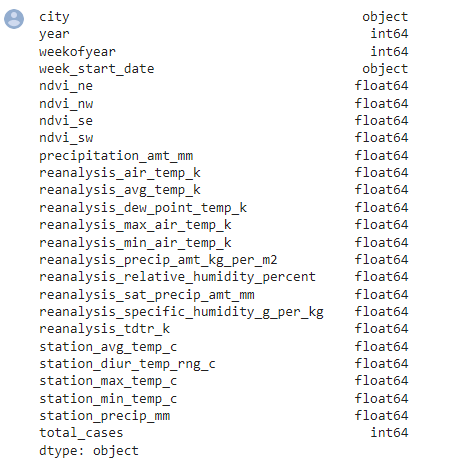 city object
year int64
weekofyear int64
week_start_date object
ndvi_ne float64
ndvi_nw float64
ndvi_se float64
ndvi_sw float64
precipitation_amt_mm float64
reanalysis_air_temp_k float64
reanalysis_avg_temp_k float64
reanalysis_dew_point_temp_k float64
reanalysis_max_air_temp_k float64
reanalysis_min_air_temp_k float64
reanalysis_precip_amt_kg_per_m2 float64
reanalysis_relative_humidity_percent float64
reanalysis_sat_precip_amt_mm float64
reanalysis_specific_humidity_g_per_kg float64
reanalysis_tdtr_k float64
station_avg_temp_c float64
station_diur_temp_rng_c float64
station_max_temp_c float64
station_min_temp_c float64
station_precip_mm float64
total_cases int64
dtype: object